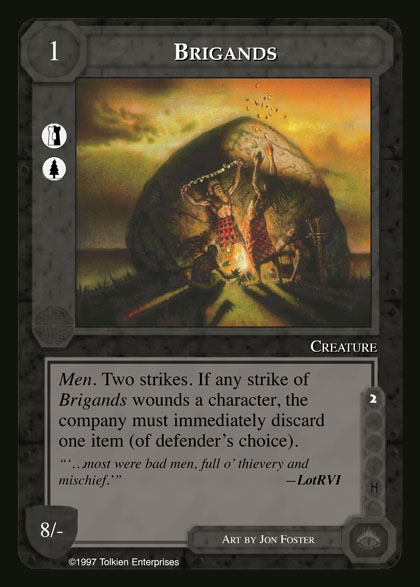 1
BRIGANDS
CREATURE
Men. Two strikes. If any strike of
Brigands wounds a character, the
company must immediately discard
one item (of defender's choice).
"'…most were bad men, full o' thievery and
mischief.'" —LotRVI
2
8/-
ART BY JON FOSTER
©1997 Tolkien Enterprises